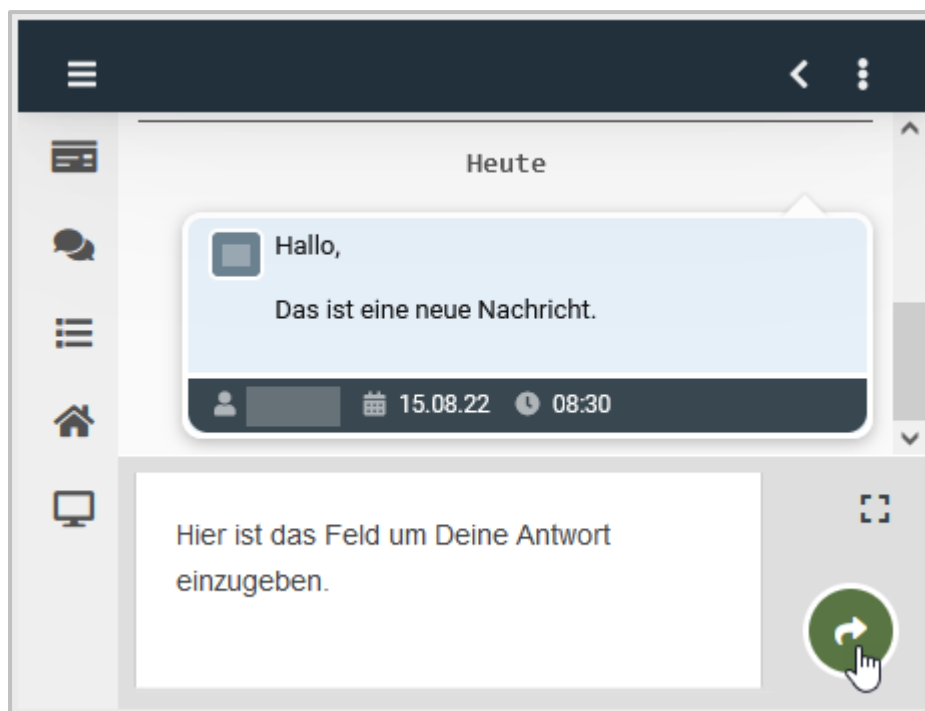 Heute
Hallo,
Das ist eine neue Nachricht.
15.08.22 08:30
Hier ist das Feld um Deine Antwort
einzugeben.